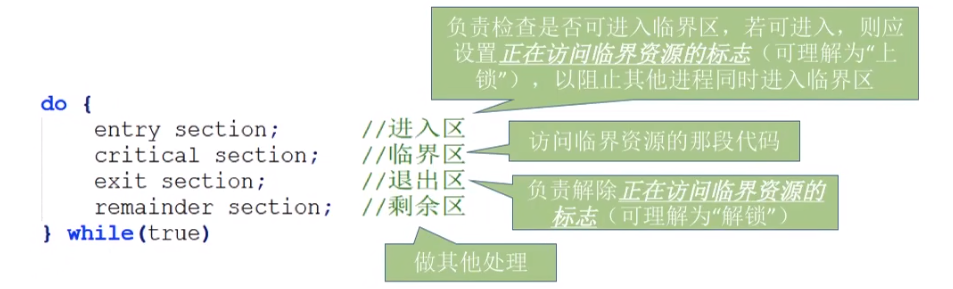 负责检查是否可进入临界区，若可进入，则应
设置正在访问临界资源的标志（可理解为“上
锁”），以阻止其他进程同时进入临界区
do {
entry section; //进入区
critical section; //临界区
访问临界资源的那段代码
exit section; //退出区
remainder section; //剩余区
负责解除正在访问临界资源的
标志（可理解为“解锁”）
} while(true)
做其他处理